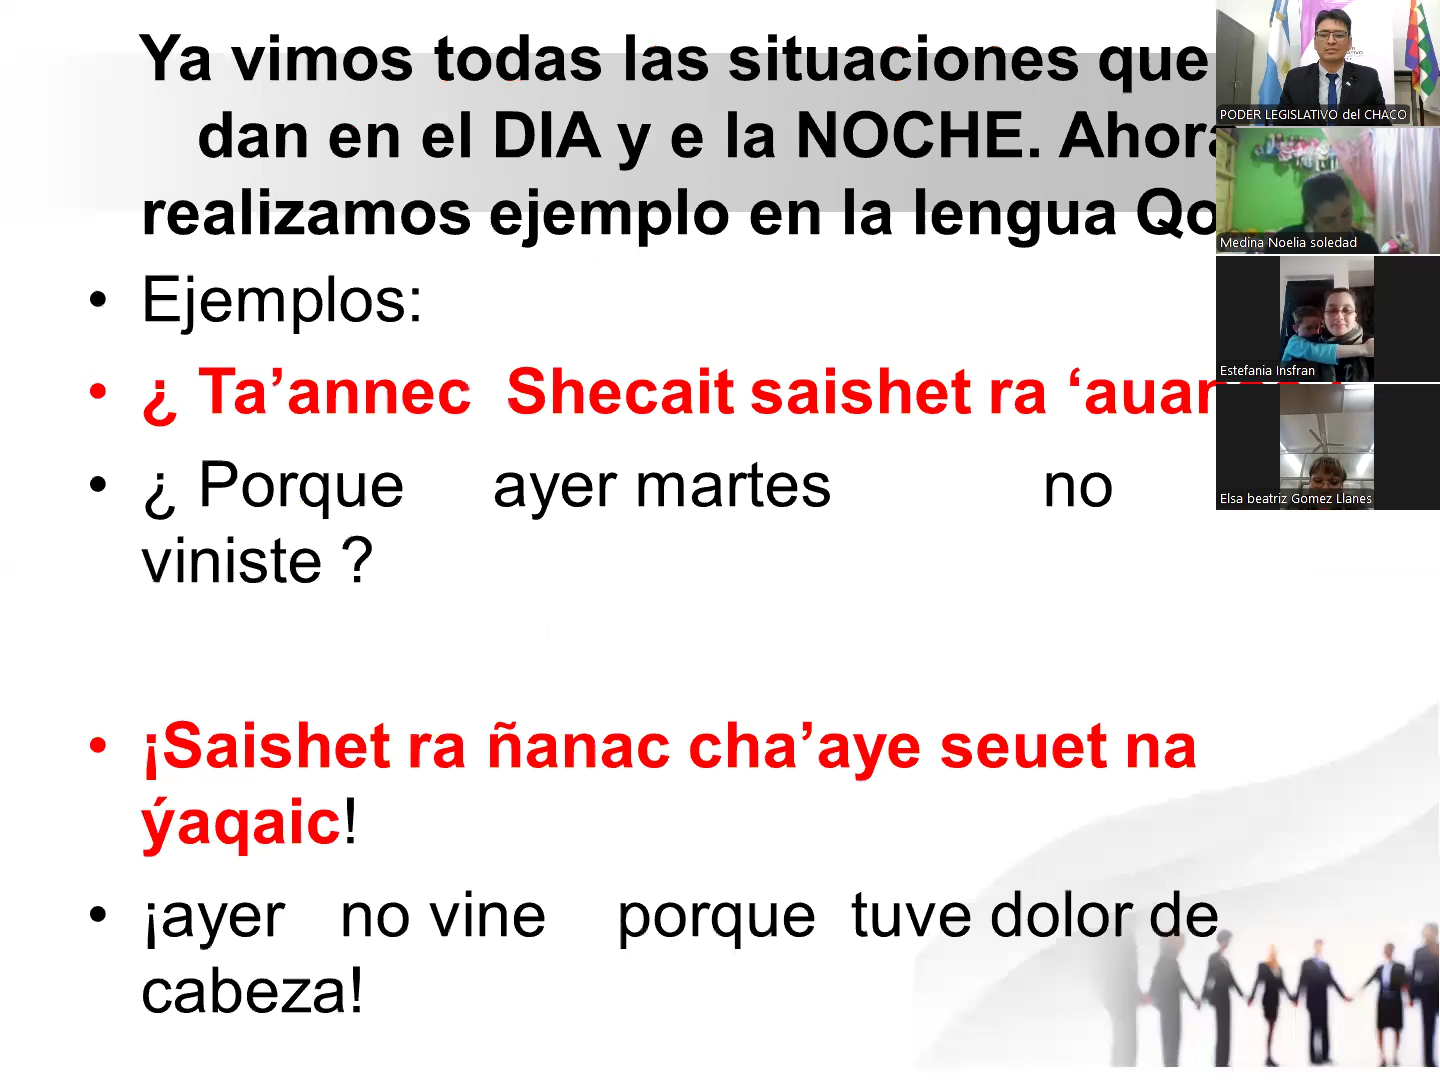 Ya vimos todas las situaciones que
dan en el DIA y e la NOCHE. Ahora
realizamos ejemplo en la lengua
• Ejemplos:
• ¿ Ta’annec Shecait saishet ra
• ¿ Porque ayer martes no
viniste ?
• ¡Saishet ra ñanac cha’aye seuet na
ýaqaic!
• ¡ayer no vine porque tuve dolor de
cabeza!
PODER LEGISLATIVO del CHACO
Medina Noelia soledad
Estefania Insfran
Elsa beatriz Gomez Llanes